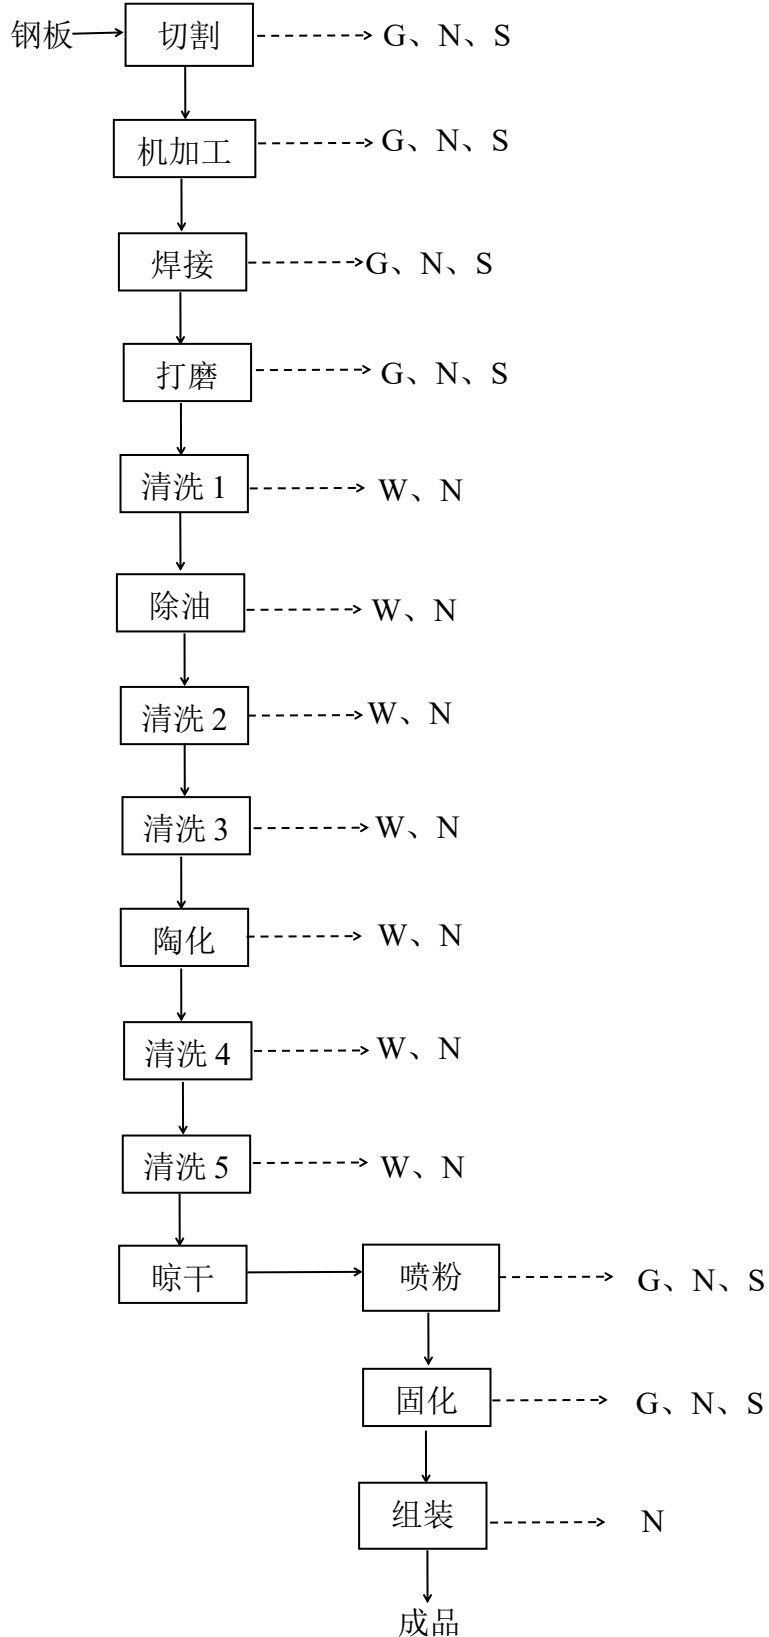 钢板 切割 G、N、S
机加工 G、N、S
焊接 G、N、S
打磨 G、N、S
清洗 1 W、N
除油 W、N
清洗 2 W、N
清洗 3 W、N
陶化 W、N
清洗 4 W、N
清洗 5 W、N
晾干 喷粉 G、N、S
固化 G、N、S
组装 N
成品